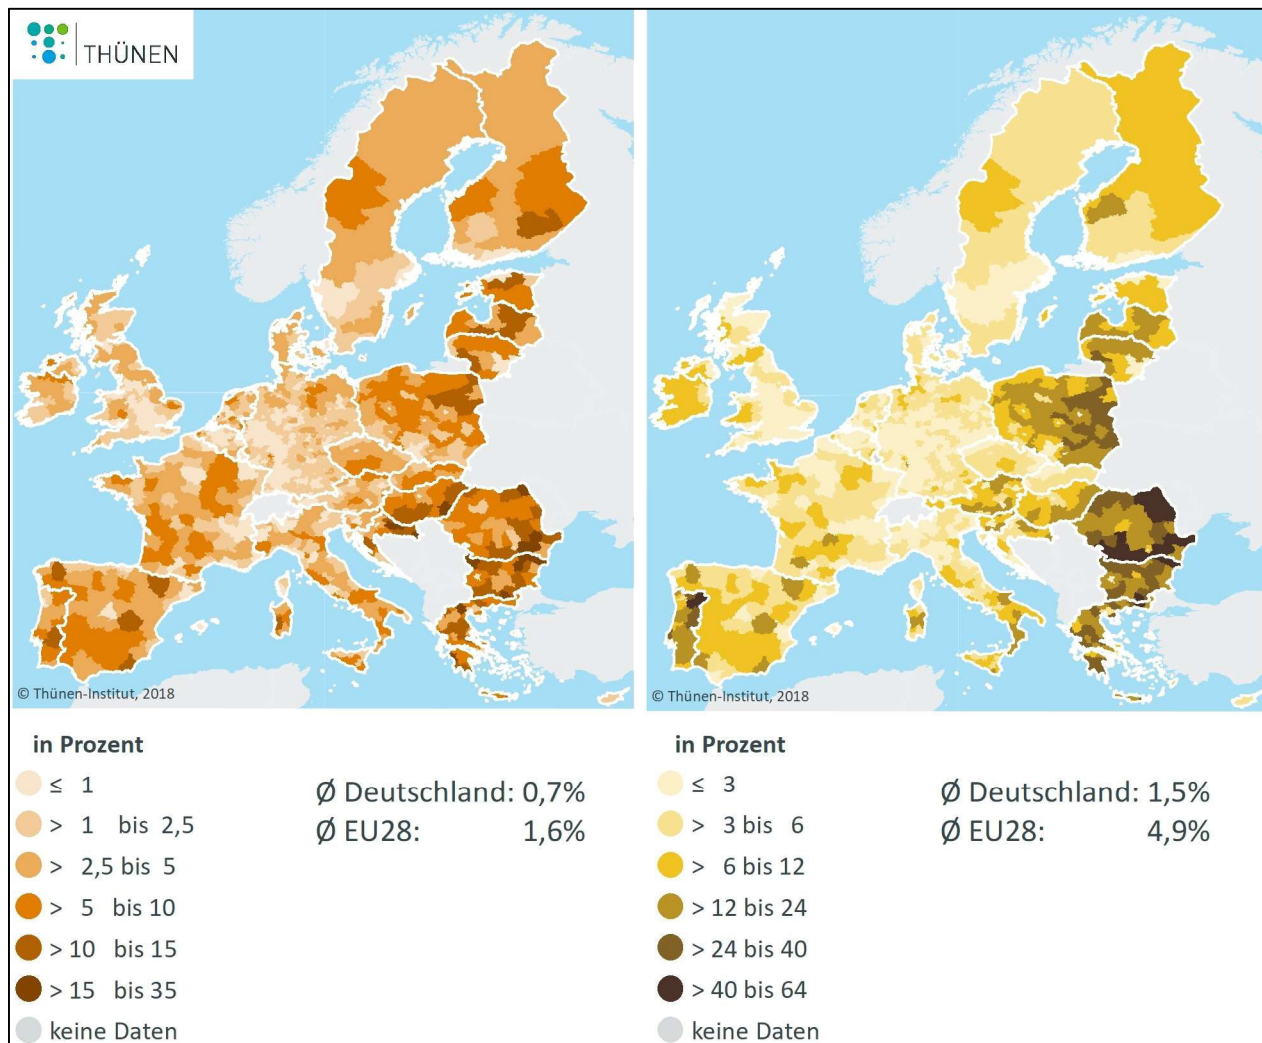 THÜNEN
© Thünen-Institut, 2018
© Thünen-Institut, 2018
in Prozent
≤ 1
> 1 bis 2,5
> 2,5 bis 5
> 5 bis 10
> 10 bis 15
> 15 bis 35
keine Daten
Ø Deutschland: 0,7%
Ø EU28: 1,6%
in Prozent
≤ 3
> 3 bis 6
> 6 bis 12
> 12 bis 24
> 24 bis 40
> 40 bis 64
keine Daten
Ø Deutschland: 1,5%
Ø EU28: 4,9%